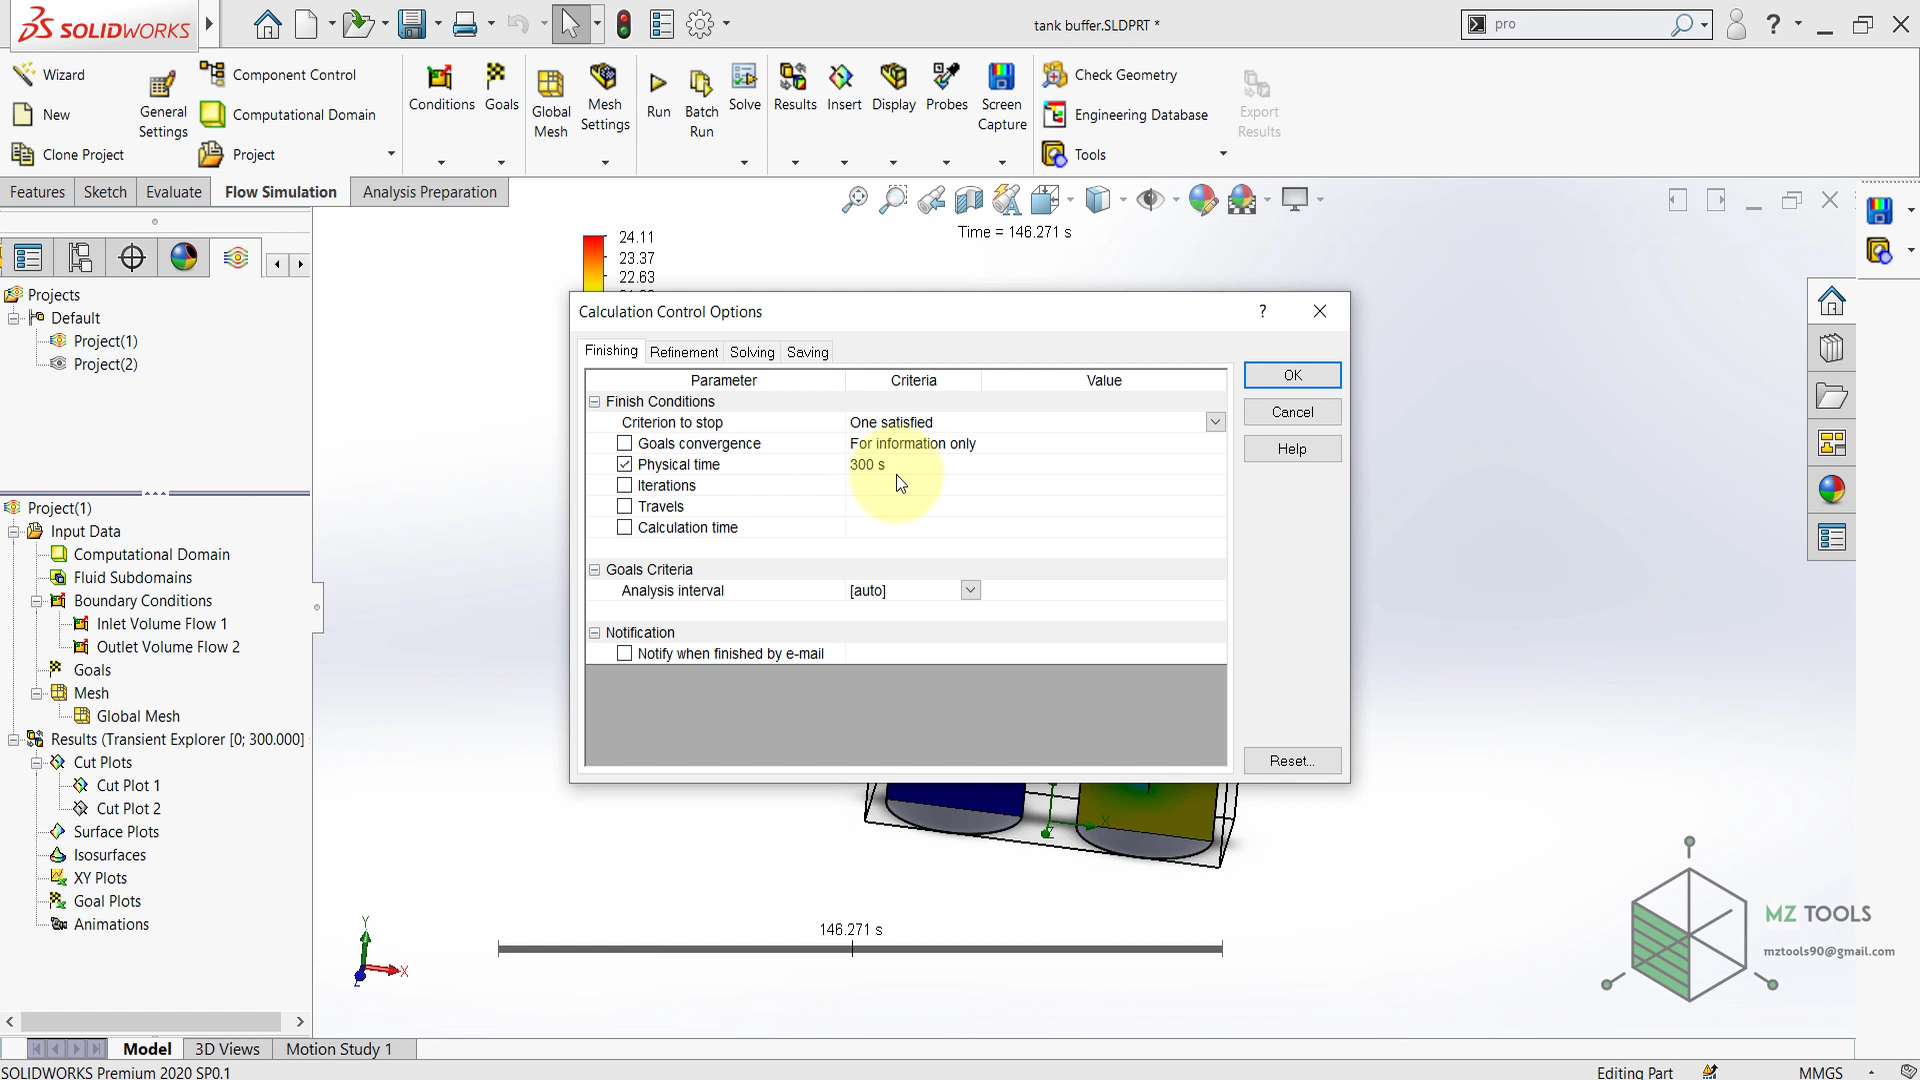 SOLIDWORKS
tank buffer.SLDPRT *
pro
Wizard
New
Clone Project
General Settings
Component Control
Computational Domain
Project
Conditions
Goals
Global Mesh
Mesh Settings
Run
Batch Run
Solve
Results
Insert
Display
Probes
Screen Capture
Check Geometry
Engineering Database
Tools
Export Results
Features
Sketch
Evaluate
Flow Simulation
Analysis Preparation
Time = 146.271 s
24.11
23.37
22.63
Projects
Default
Project(1)
Project(2)
Project(1)
Input Data
Computational Domain
Fluid Subdomains
Boundary Conditions
Inlet Volume Flow 1
Outlet Volume Flow 2
Goals
Mesh
Global Mesh
Results (Transient Explorer [0; 300.000]
Cut Plots
Cut Plot 1
Cut Plot 2
Surface Plots
Isosurfaces
XY Plots
Goal Plots
Animations
Calculation Control Options
?
Finishing
Refinement
Solving
Saving
Parameter
Criteria
Value
Finish Conditions
Criterion to stop
One satisfied
Goals convergence
For information only
Physical time
300 s
Iterations
Travels
Calculation time
Goals Criteria
Analysis interval
[auto]
Notification
Notify when finished by e-mail
OK
Cancel
Help
Reset...
X
Z
Y
X
Z
146.271 s
MZ TOOLS
mztools90@gmail.com
Model
3D Views
Motion Study 1
SOLIDWORKS Premium 2020 SP0.1
Editing Part
MMGS